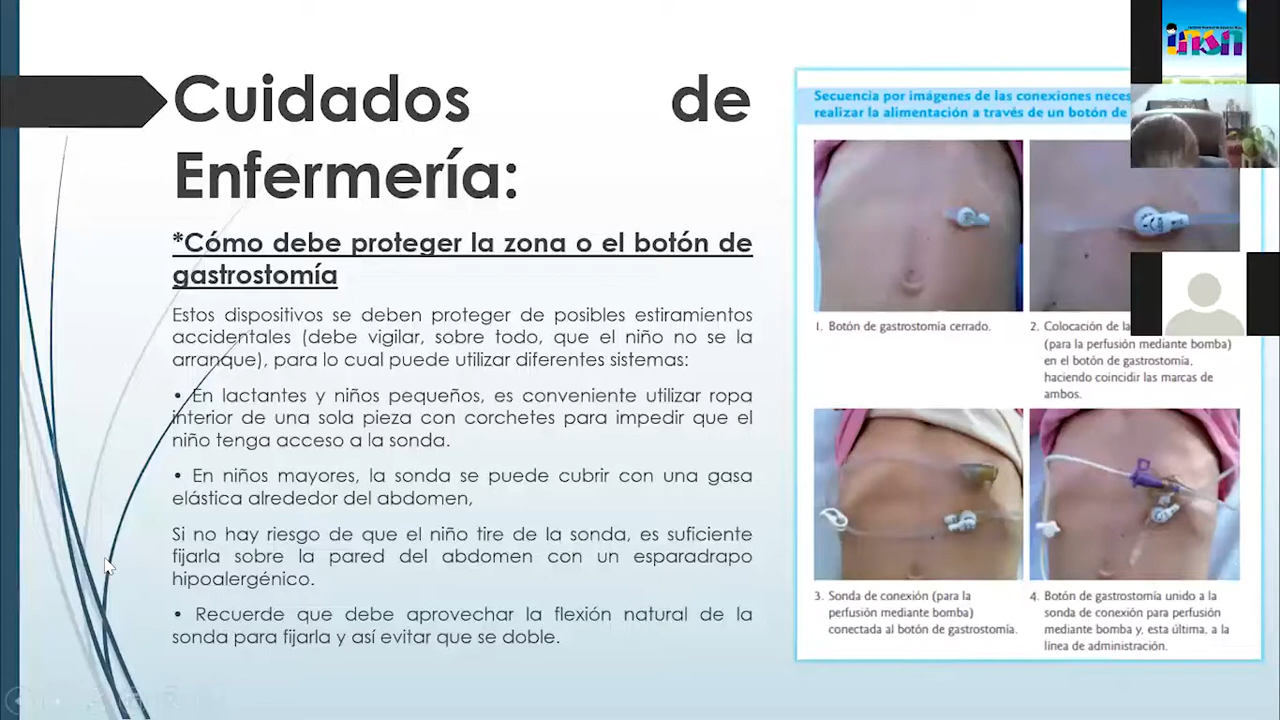 Cuidados de
Enfermería:
*Cómo debe proteger la zona o el botón de
gastrostomía
Estos dispositivos se deben proteger de posibles estiramientos
accidentales (debe vigilar, sobre todo, que el niño no se la
arranque), para lo cual puede utilizar diferentes sistemas:
• En lactantes y niños pequeños, es conveniente utilizar ropa
interior de una sola pieza con corchetes para impedir que el
niño tenga acceso a la sonda.
• En niños mayores, la sonda se puede cubrir con una gasa
elástica alrededor del abdomen,
Si no hay riesgo de que el niño tire de la sonda, es suficiente
fijarla sobre la pared del abdomen con un esparadrapo
hipoalergénico.
• Recuerde que debe aprovechar la flexión natural de la
sonda para fijarla y así evitar que se doble.
Secuencia por imágenes de las conexiones
realizar la alimentación a través de un botón de
1. Botón de gastrostomía cerrado.
2. Colocación de la
(para la perfusión mediante bomba)
en el botón de gastrostomía,
haciendo coincidir las marcas de
ambos.
3. Sonda de conexión (para la
perfusión mediante bomba)
conectada al botón de gastrostomía.
4. Botón de gastrostomía unido a la
sonda de conexión para perfusión
mediante bomba y, esta última, a la
línea de administración.
insn